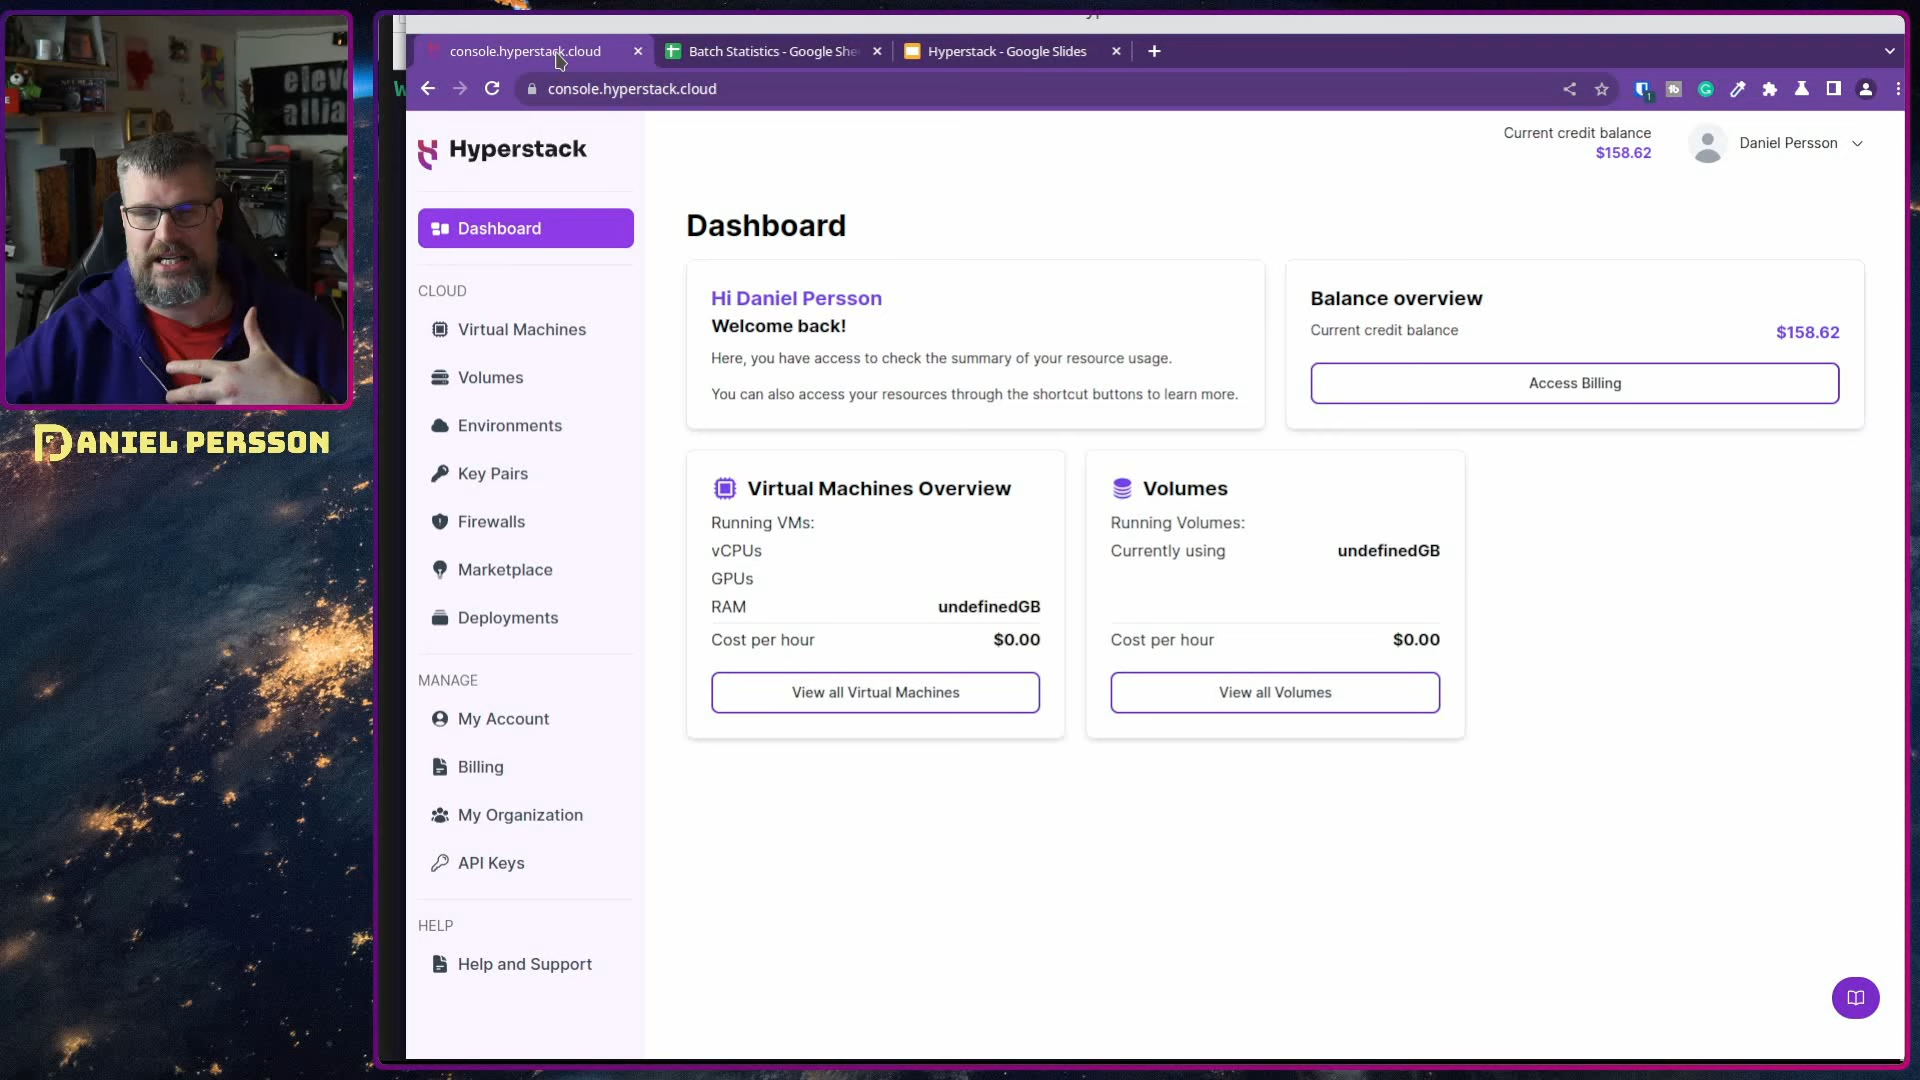 eleve
allia
DANIEL PERSSON
console.hyperstack.cloud
Batch Statistics - Google She
Hyperstack - Google Slides
console.hyperstack.cloud
Hyperstack
Current credit balance
$158.62
Daniel Persson
Dashboard
CLOUD
Virtual Machines
Volumes
Environments
Key Pairs
Firewalls
Marketplace
Deployments
MANAGE
My Account
Billing
My Organization
API Keys
HELP
Help and Support
Dashboard
Hi Daniel Persson
Welcome back!
Here, you have access to check the summary of your resource usage.
You can also access your resources through the shortcut buttons to learn more.
Balance overview
Current credit balance
$158.62
Access Billing
Virtual Machines Overview
Running VMs:
vCPUs
GPUs
RAM undefinedGB
Cost per hour $0.00
View all Virtual Machines
Volumes
Running Volumes:
Currently using undefinedGB
Cost per hour $0.00
View all Volumes